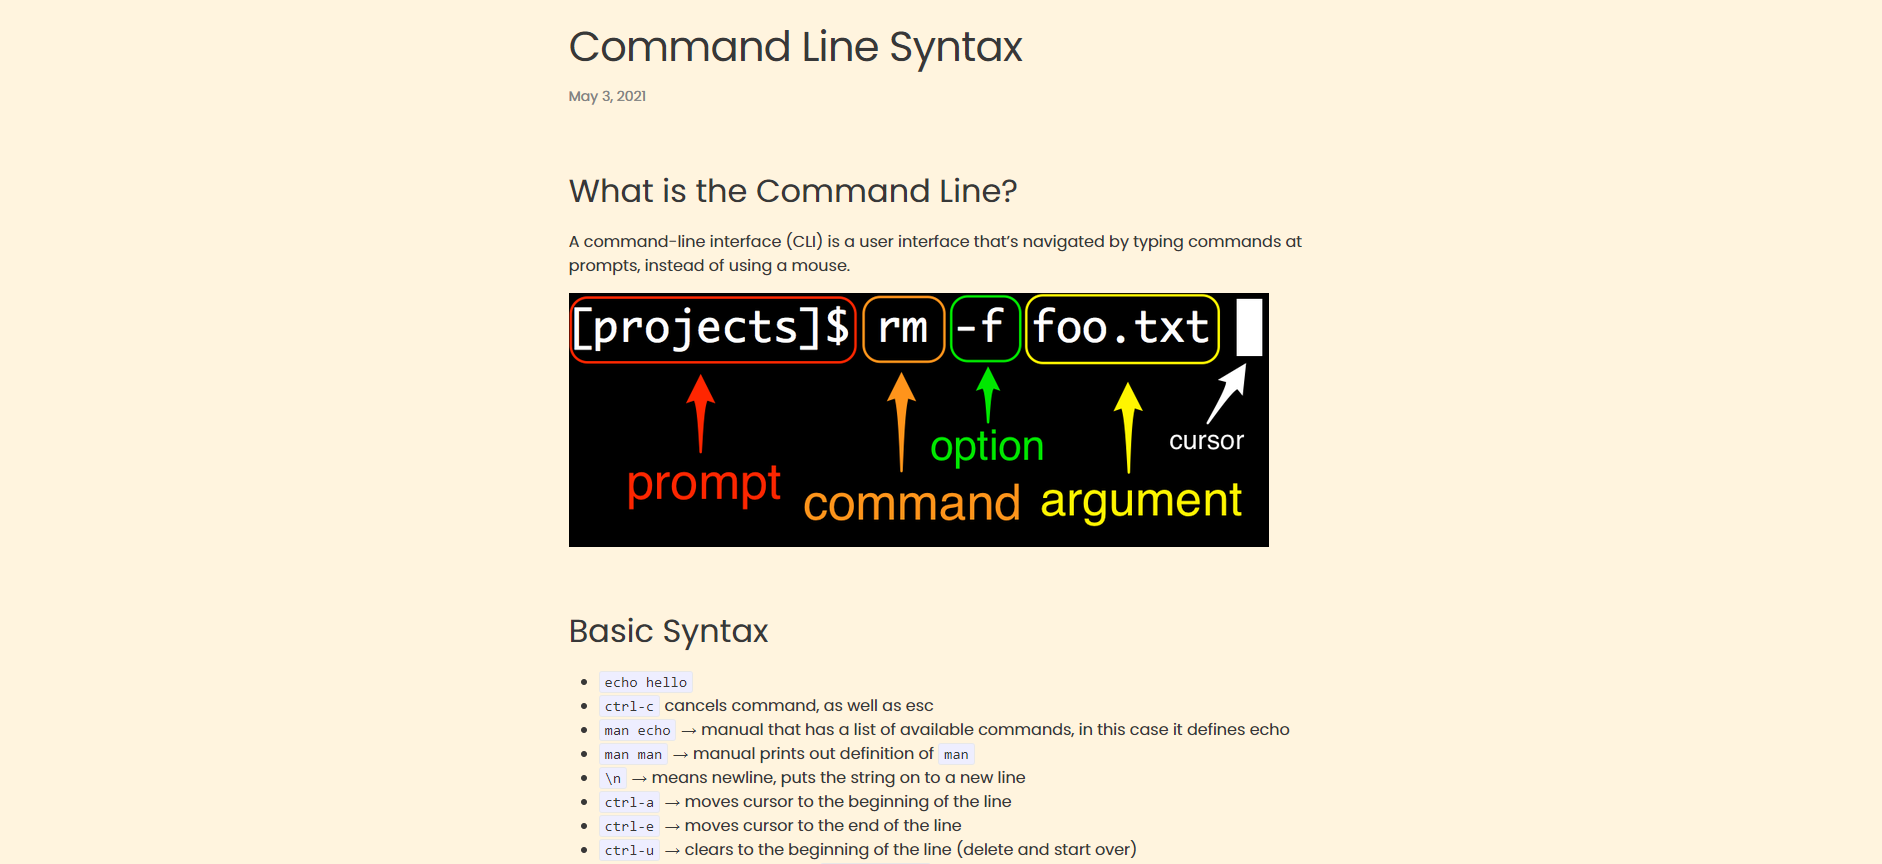 Command Line Syntax
May 3, 2021
What is the Command Line?
A command-line interface (CLI) is a user interface that’s navigated by typing commands at
prompts, instead of using a mouse.
[projects]$ rm -f foo.txt
prompt command option argument cursor
Basic Syntax
echo hello
ctrl-c cancels command, as well as esc
man echo → manual that has a list of available commands, in this case it defines echo
man man → manual prints out definition of man
\n → means newline, puts the string on to a new line
ctrl-a → moves cursor to the beginning of the line
ctrl-e → moves cursor to the end of the line
ctrl-u → clears to the beginning of the line (delete and start over)